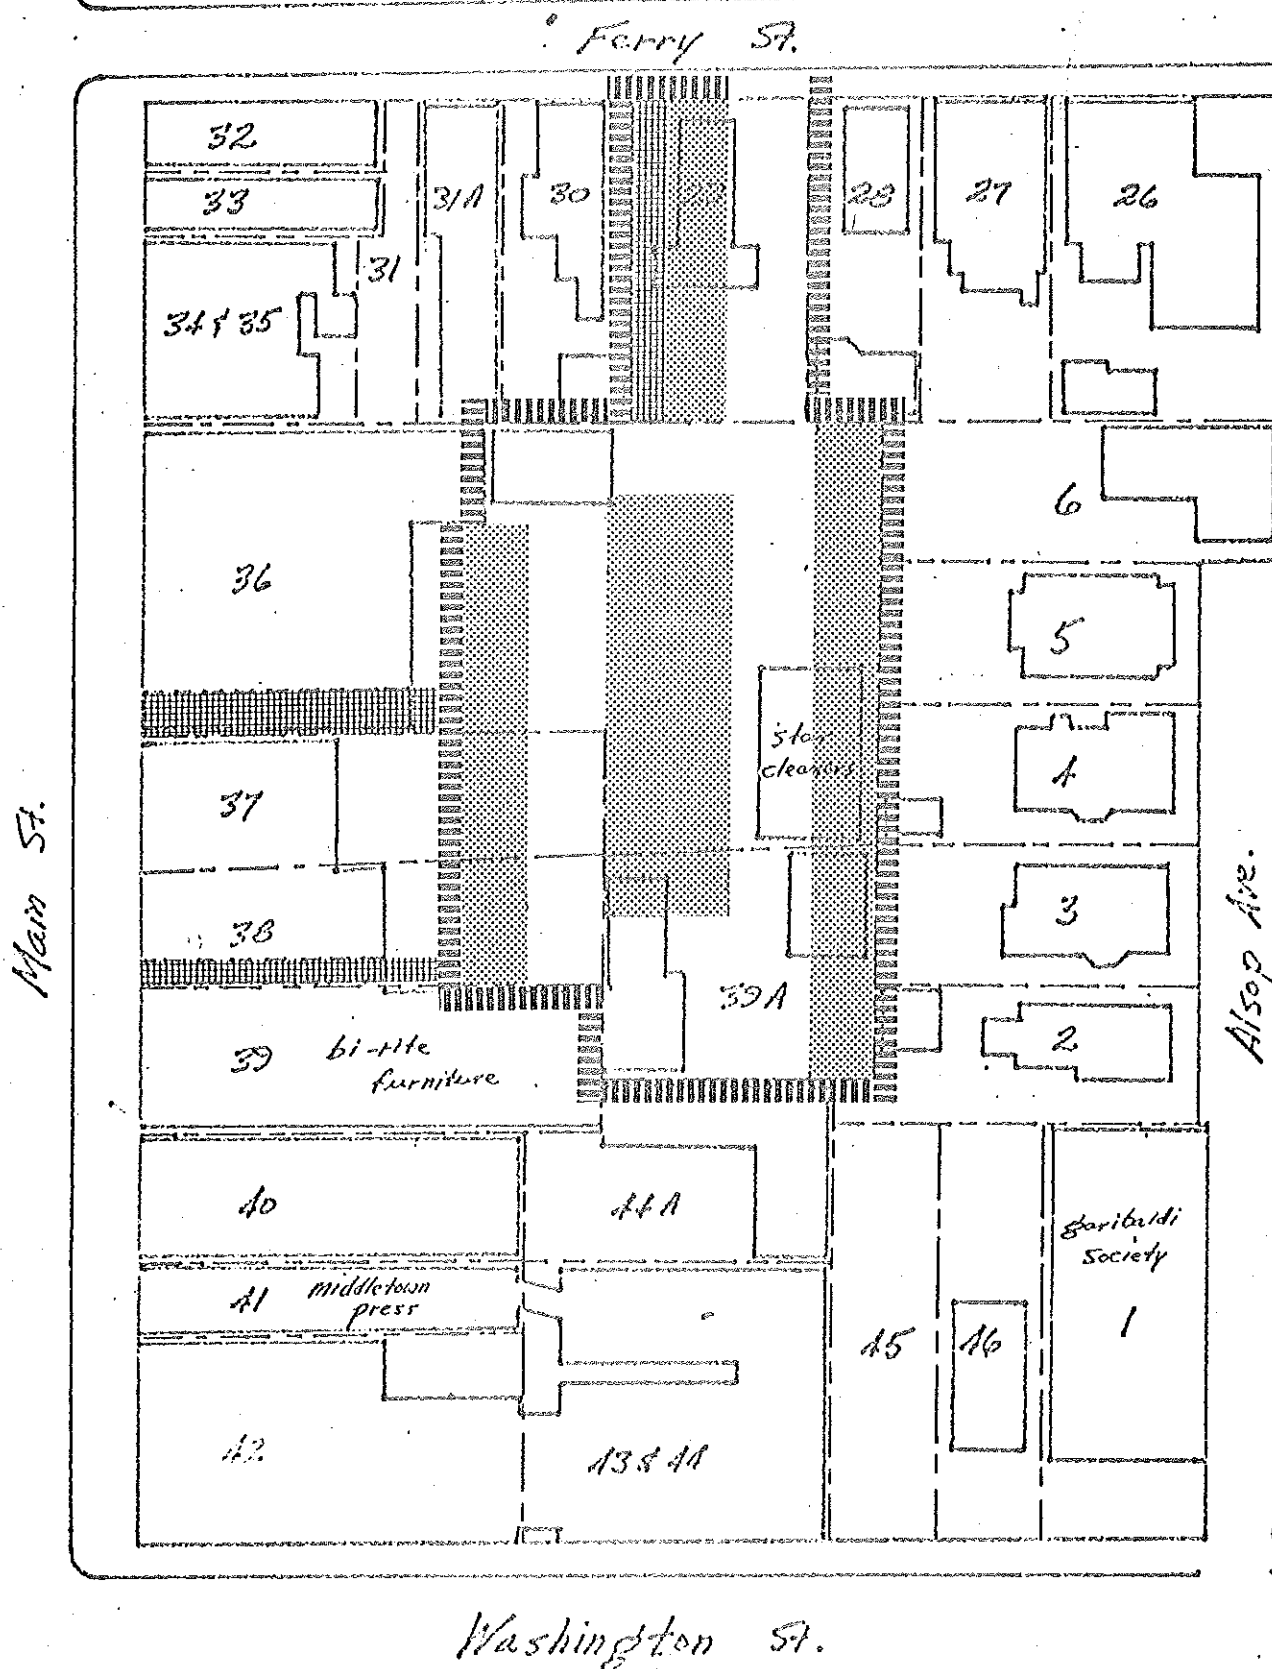 Ferry St.
32
33
31A
30
29
28
27
26
31
34 & 35
36
6
5
star
cleaners
4
37
Main St.
38
3
39A
Alsop Ave.
39
bi-rite
furniture
2
40
44A
garibaldi
society
1
41
middletown
press
45
46
42
43 & 44
Washington St.